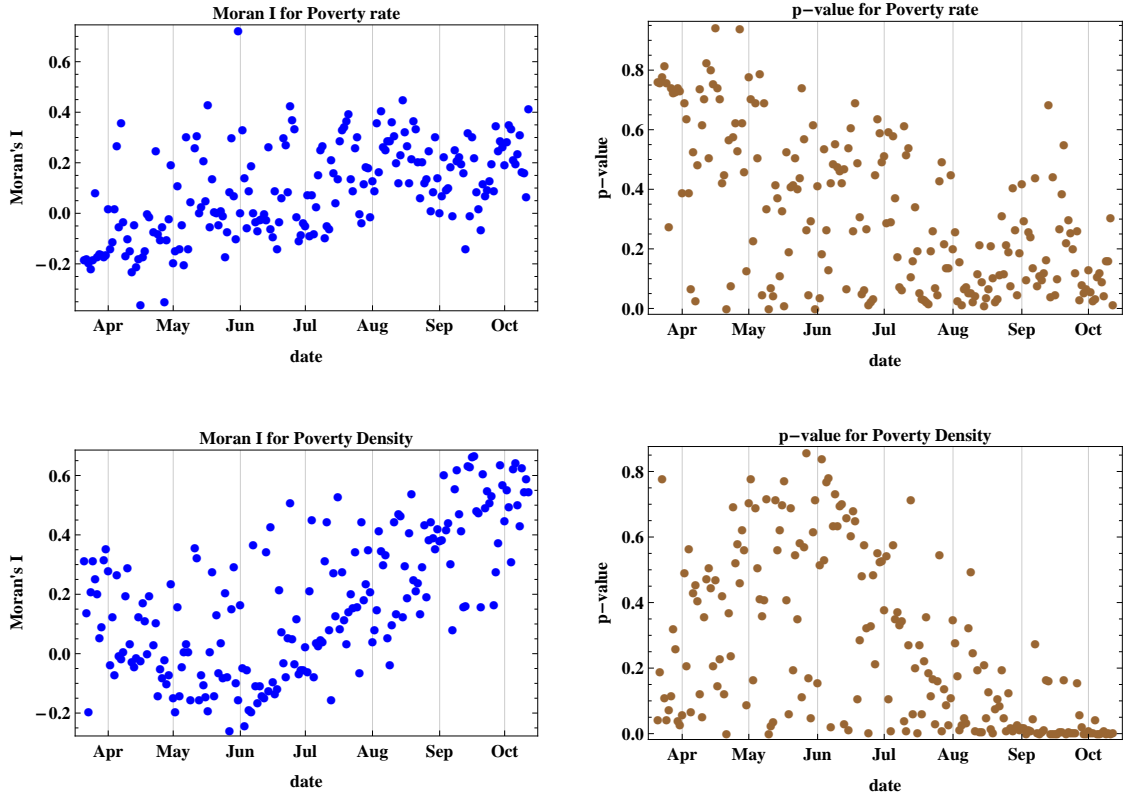 Moran I for Poverty rate
Moran's I
0.6
0.4
0.2
0.0
−0.2
Apr May Jun Jul Aug Sep Oct
date
p−value for Poverty rate
p−value
0.8
0.6
0.4
0.2
0.0
Apr May Jun Jul Aug Sep Oct
date
Moran I for Poverty Density
Moran's I
0.6
0.4
0.2
0.0
−0.2
Apr May Jun Jul Aug Sep Oct
date
p−value for Poverty Density
p−value
0.8
0.6
0.4
0.2
0.0
Apr May Jun Jul Aug Sep Oct
date